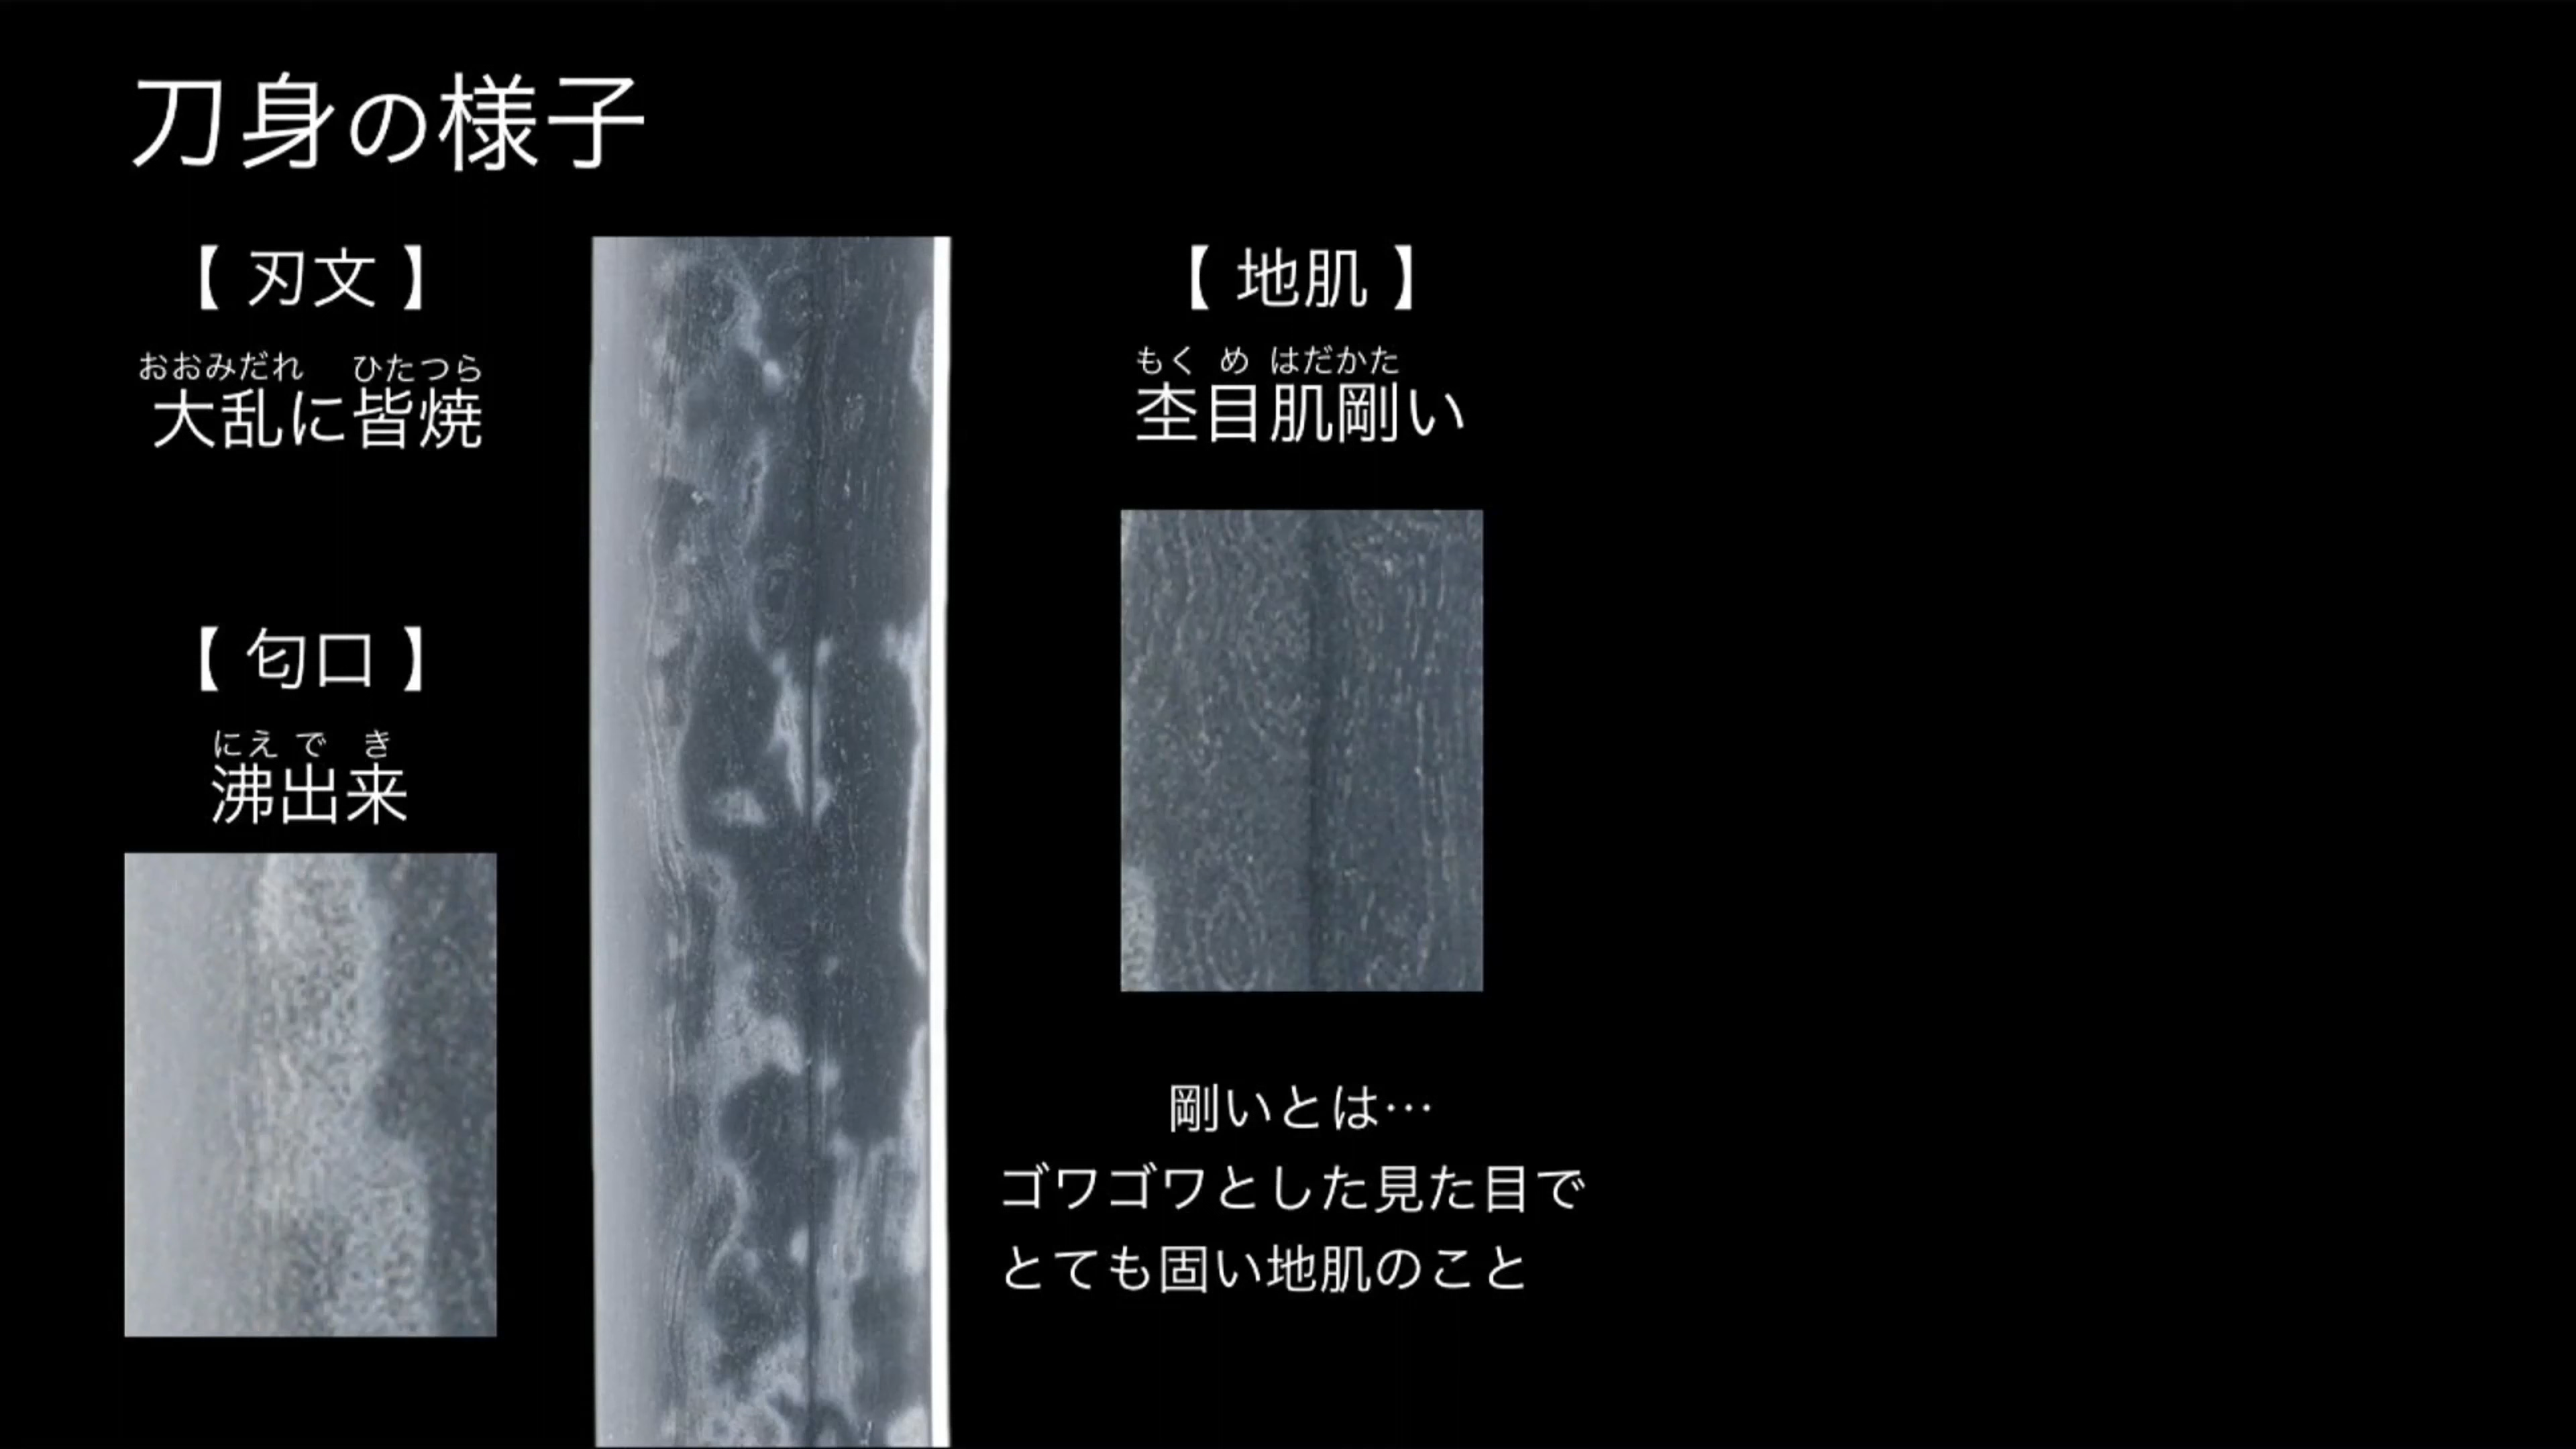 刀身の様子
【 刃文 】
おおみだれ ひたつら
大乱に皆焼
【 匂口 】
にえ で き
沸出来
【 地肌 】
もく め はだかた
杢目肌剛い
剛いとは…
ゴワゴワとした見た目で
とても固い地肌のこと